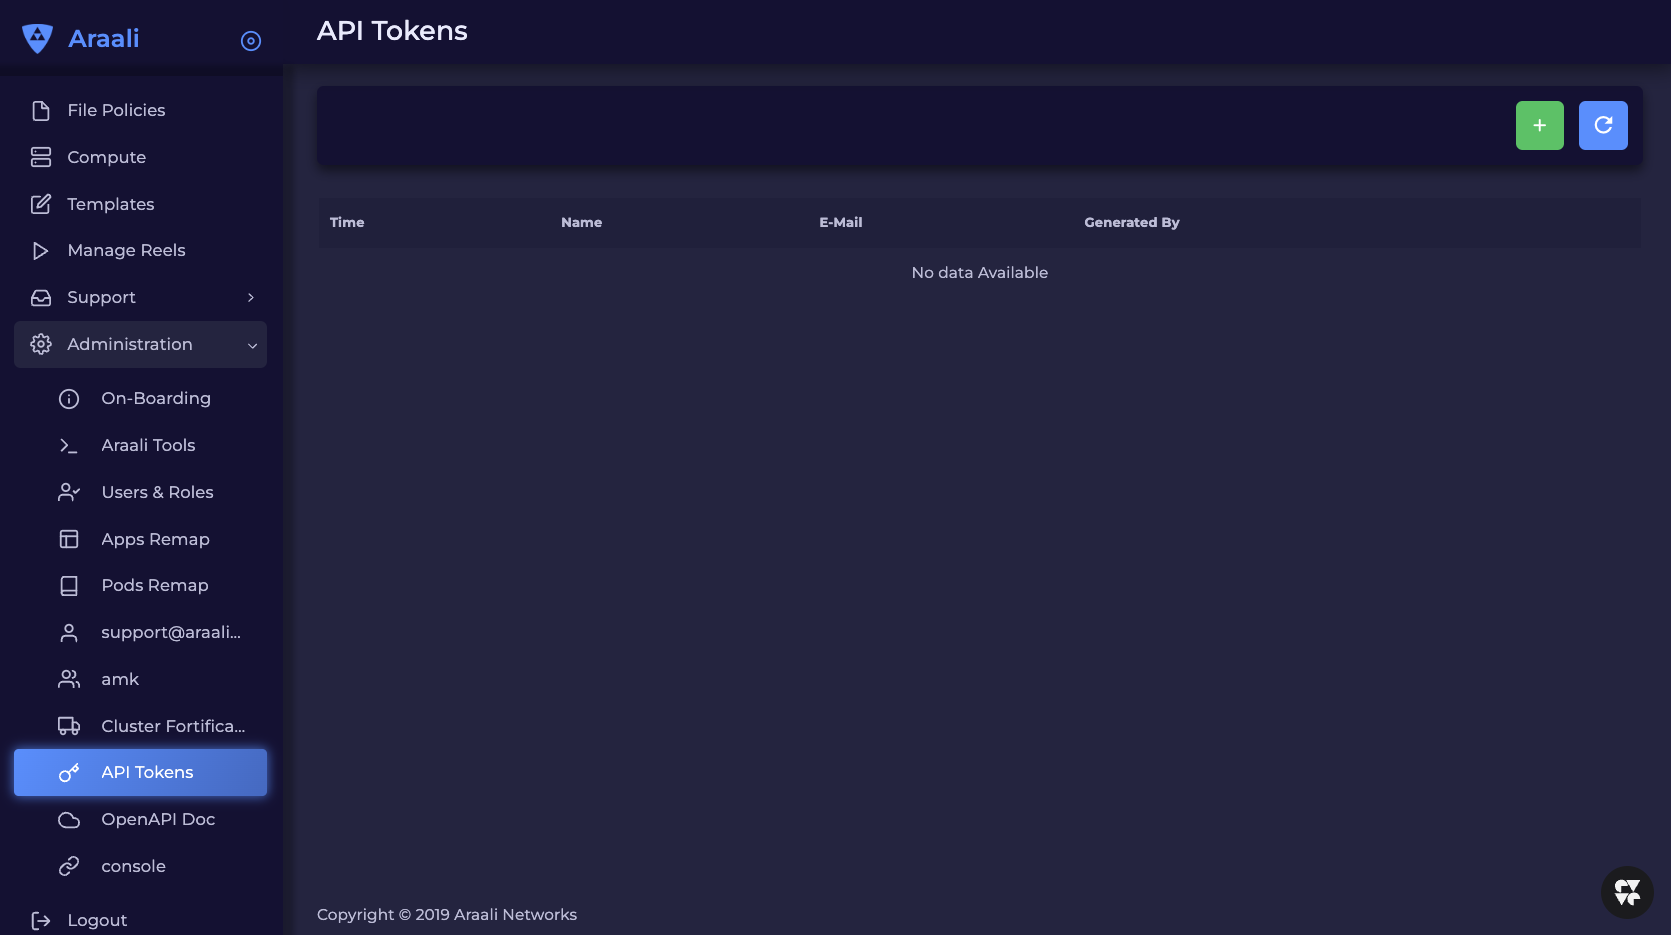 Araali
API Tokens
File Policies
Compute
Templates
Manage Reels
Support
Administration
On-Boarding
Araali Tools
Users & Roles
Apps Remap
Pods Remap
support@araali...
amk
Cluster Fortifica...
API Tokens
OpenAPI Doc
console
Logout
Time Name E-Mail Generated By
No data Available
Copyright © 2019 Araali Networks